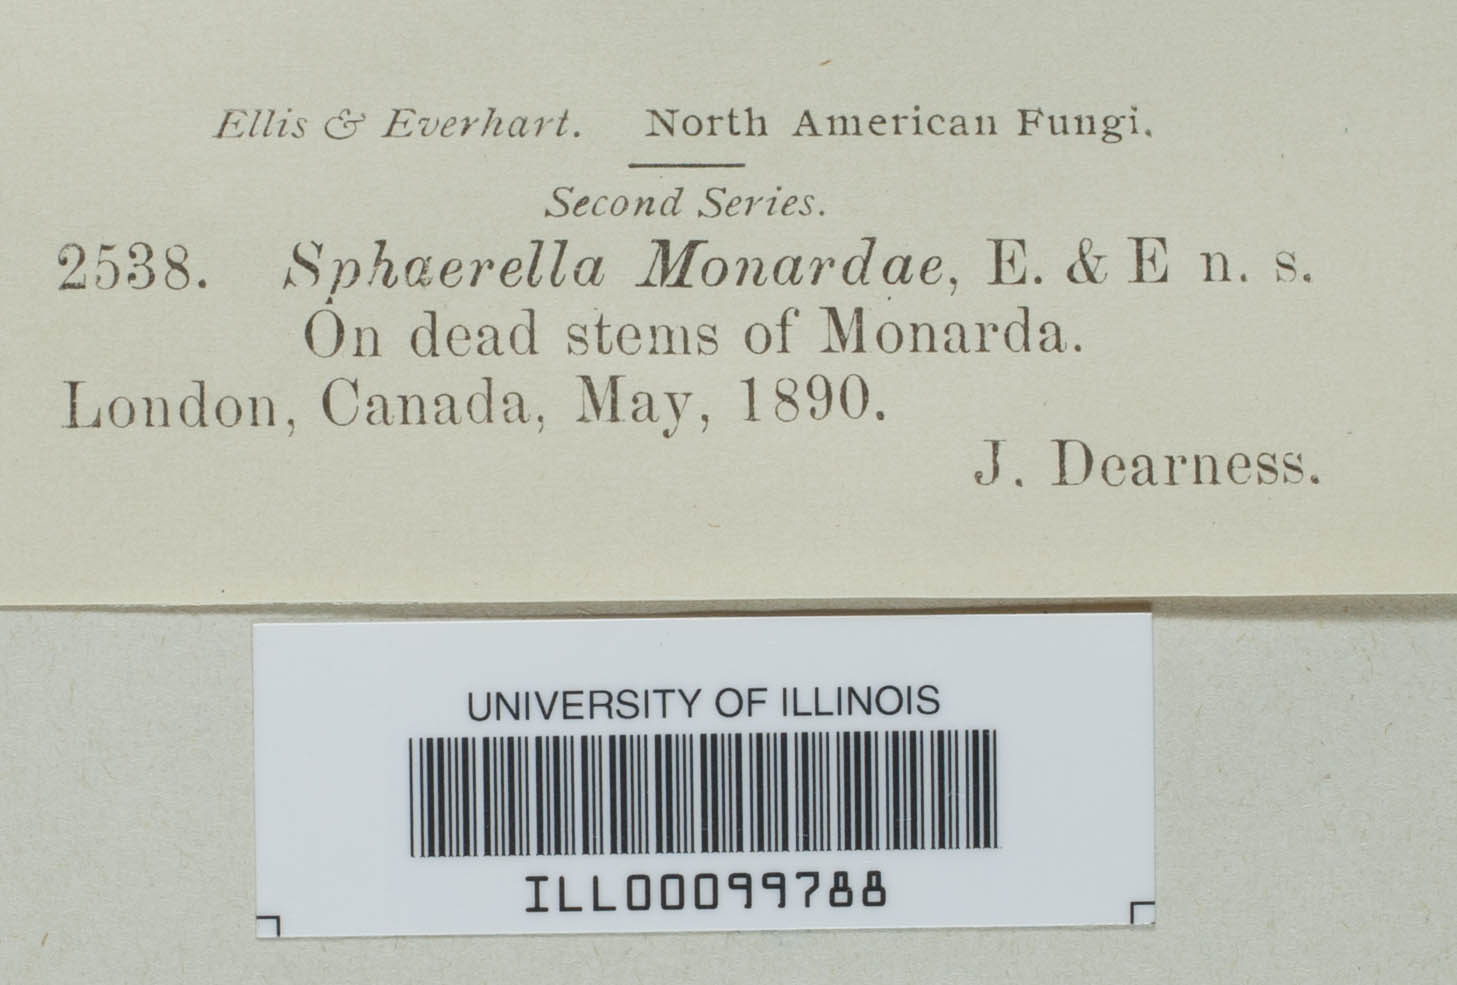 Ellis & Everhart. North American Fungi.
Second Series.
2538. Sphaerella Monardae, E. & E n. s.
On dead stems of Monarda.
London, Canada, May, 1890.
J. Dearness.
UNIVERSITY OF ILLINOIS
ILL00099788